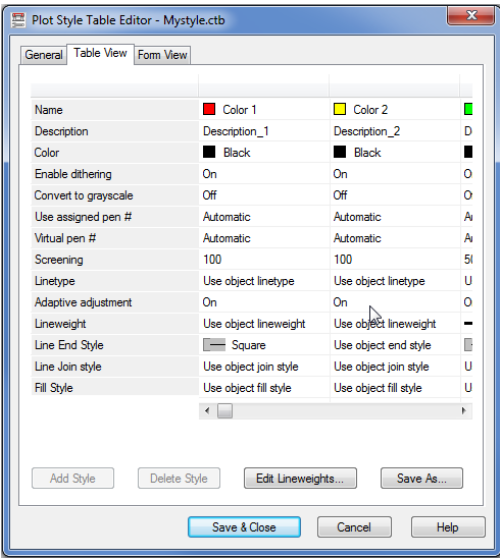 Plot Style Table Editor - Mystyle.ctb
General Table View Form View
Name Color 1 Color 2
Description Description_1 Description_2 D
Color Black Black
Enable dithering On On O
Convert to grayscale Off Off O
Use assigned pen # Automatic Automatic
Virtual pen # Automatic Automatic
Screening 100 100
Linetype Use object linetype Use object linetype U
Adaptive adjustment On On O
Lineweight Use object lineweight Use object lineweight
Line End Style Square Use object end style
Line Join style Use object join style Use object join style U
Fill Style Use object fill style Use object fill style U
Add Style Delete Style Edit Lineweights... Save As...
Save & Close Cancel Help